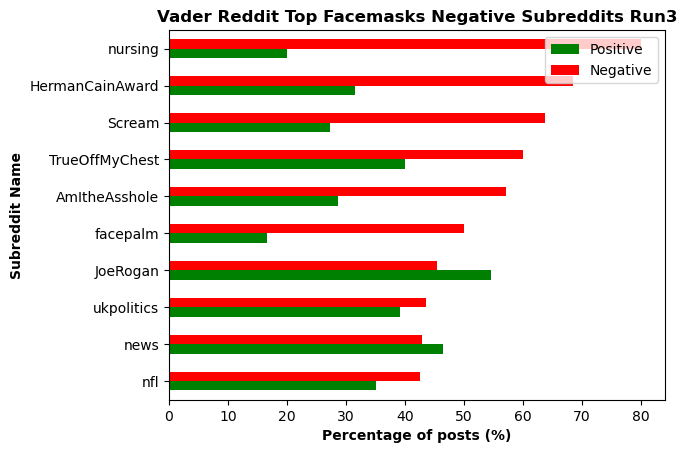 Vader Reddit Top Facemasks Negative Subreddits Run3
Positive
Negative
nursing
HermanCainAward
Scream
TrueOffMyChest
AmItheAsshole
facepalm
JoeRogan
ukpolitics
news
nfl
Subreddit Name
0 10 20 30 40 50 60 70 80
Percentage of posts (%)